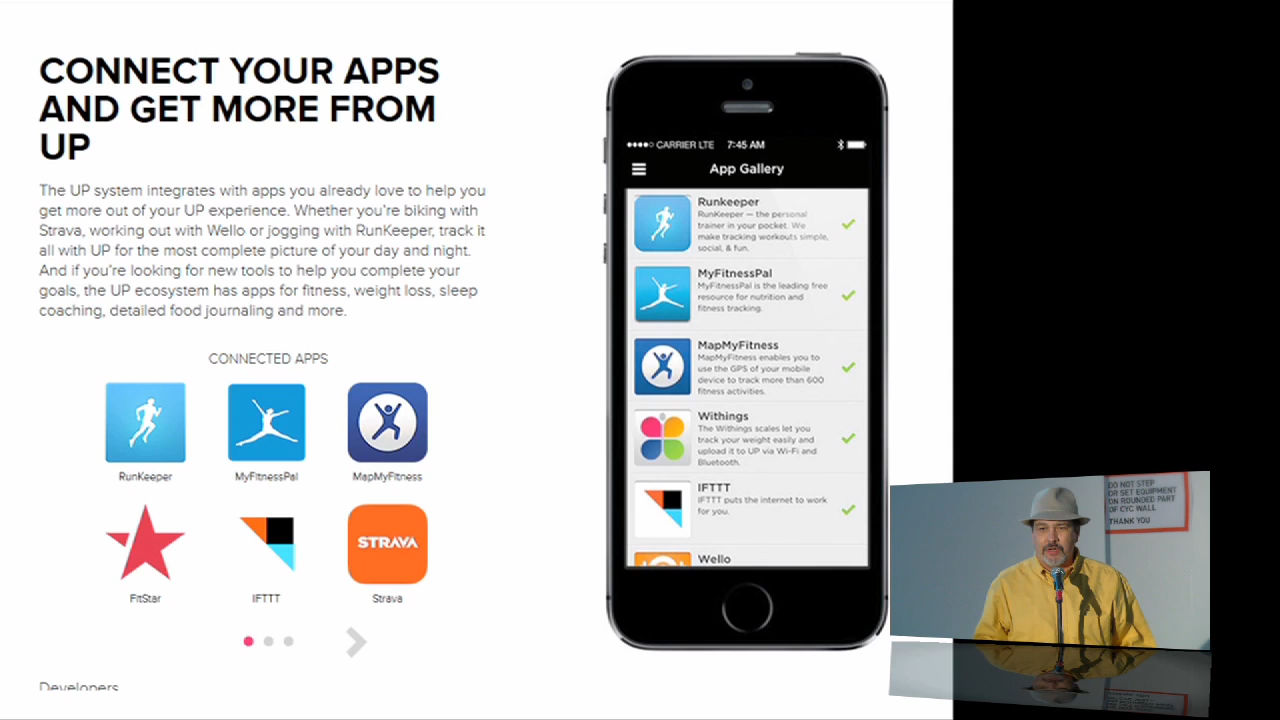 CONNECT YOUR APPS
AND GET MORE FROM
UP
The UP system integrates with apps you already love to help you
get more out of your UP experience. Whether you're biking with
Strava, working out with Wello or jogging with RunKeeper, track it
all with UP for the most complete picture of your day and night.
And if you're looking for new tools to help you complete your
goals, the UP ecosystem has apps for fitness, weight loss, sleep
coaching, detailed food journaling and more.
CONNECTED APPS
RunKeeper
MyFitnessPal
MapMyFitness
STRAVA
FitStar
IFTTT
Strava
Developers
CARRIER LTE 7:45 AM
App Gallery
Runkeeper
RunKeeper — the personal
trainer in your pocket. We
make tracking workouts simple,
social, & fun.
MyFitnessPal
MyFitnessPal is the leading free
resource for nutrition and
fitness tracking.
MapMyFitness
MapMyFitness enables you to
use the GPS of your mobile
device to track more than 600
fitness activities.
Withings
The Withings scales let you
track your weight easily and
upload it to UP via Wi-Fi and
Bluetooth.
IFTTT
IFTTT puts the internet to work
for you.
Wello
DO NOT STEP
OR SET EQUIPMENT
ON ROUNDED PART
OF CYC WALL
THANK YOU